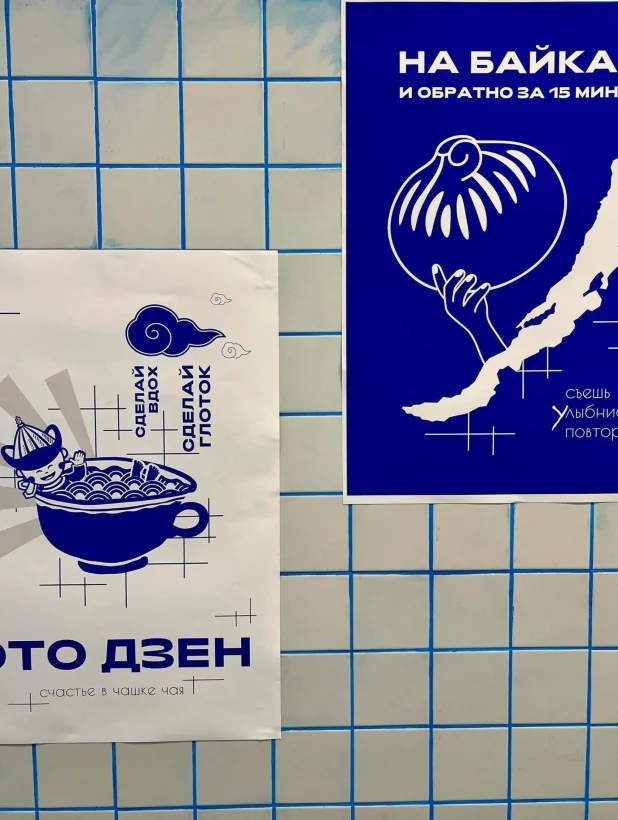 НА БАЙКА
И ОБРАТНО ЗА 15 МИН
съешь
улыбнис
повтор
СДЕЛАЙ
ВДОХ
СДЕЛАЙ
ГЛОТОК
ЭТО ДЗЕН
счастье в чашке чая